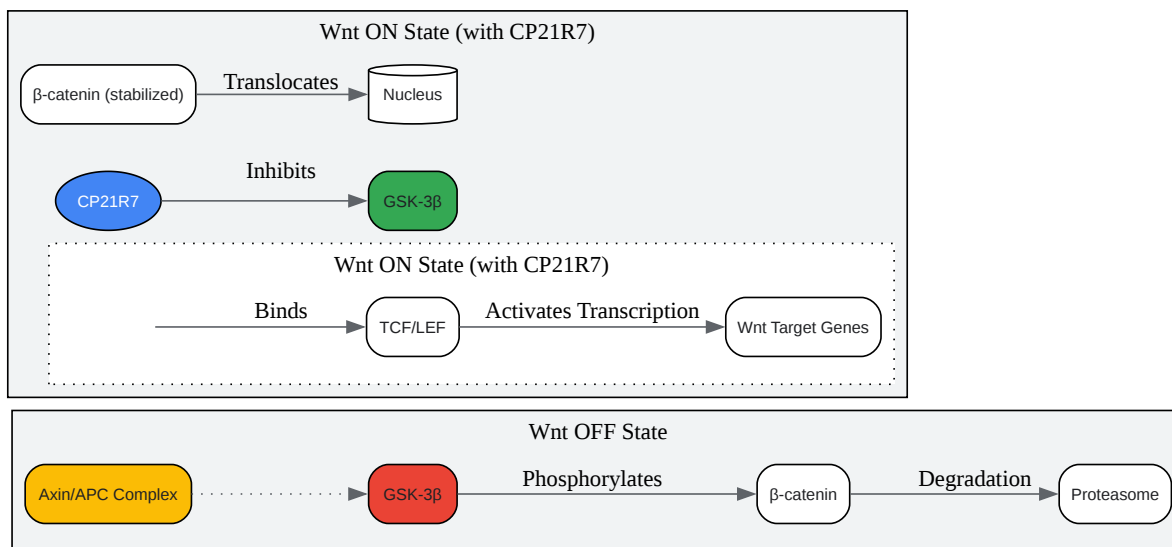 Wnt ON State (with CP21R7)
β-catenin (stabilized)
Translocates
Nucleus
CP21R7
Inhibits
GSK-3β
Wnt ON State (with CP21R7)
Binds
TCF/LEF
Activates Transcription
Wnt Target Genes
Wnt OFF State
Axin/APC Complex
GSK-3β
Phosphorylates
β-catenin
Degradation
Proteasome